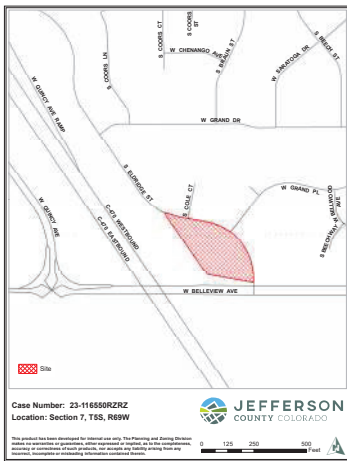 S COORS CT
S COORS
ST
W CHENANGO AVE
S BRAUN ST
W SARATOGA DR
S BEECH ST
S COORS LN
W QUINCY AVE RAMP
W GRAND DR
S ELDRIDGE ST
S COLE CT
W GRAND PL
S BEECH WAY
W BELLWOOD
AVE
W QUINCY AVE
C-470 WESTBOUND
C-470 EASTBOUND
W BELLEVIEW AVE
Site
Case Number: 23-116550RZRZ
Location: Section 7, T5S, R69W
JEFFERSON
COUNTY COLORADO
This product has been developed for internal use only. The Planning and Zoning Division
makes no warranties or guarantees, either expressed or implied, as to the completeness,
accuracy or correctness of such products, nor accepts any liability arising from any
incorrect, incomplete or misleading information contained therein.
0 125 250 500
Feet